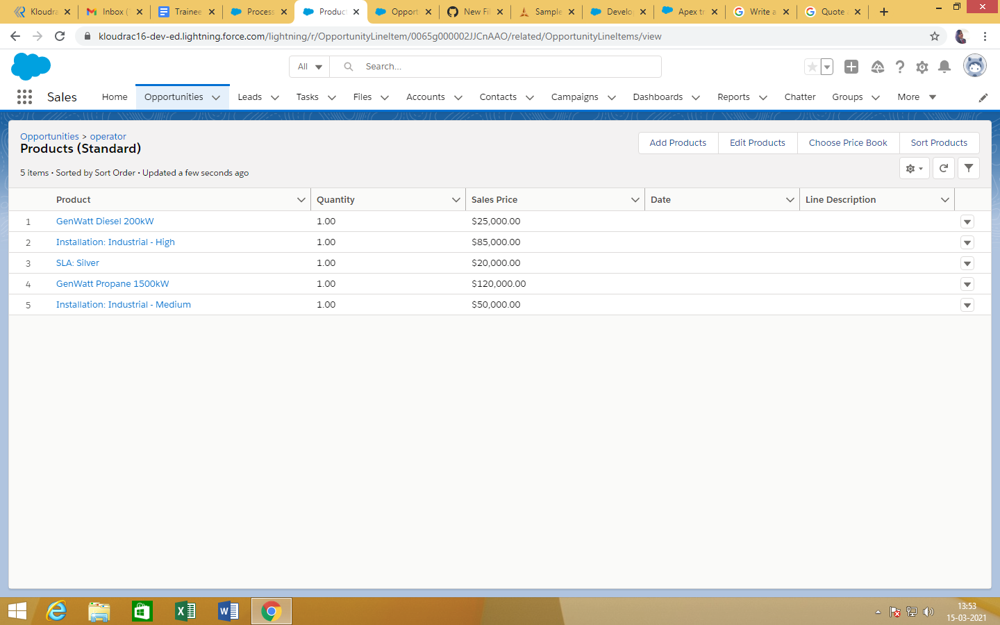 Kloudra
Inbox (
Trainee
Process
Product
Opport
New Fil
Sample
Develo
Apex tr
Write a
Quote
kloudrac16-dev-ed.lightning.force.com/lightning/r/OpportunityLineItem/0065g000002JJCnAAO/related/OpportunityLineItems/view
All
Search...
Sales
Home
Opportunities
Leads
Tasks
Files
Accounts
Contacts
Campaigns
Dashboards
Reports
Chatter
Groups
More
Opportunities > operator
Products (Standard)
Add Products
Edit Products
Choose Price Book
Sort Products
5 items • Sorted by Sort Order • Updated a few seconds ago
Product Quantity Sales Price Date Line Description
1 GenWatt Diesel 200kW 1.00 $25,000.00
2 Installation: Industrial - High 1.00 $85,000.00
3 SLA: Silver 1.00 $20,000.00
4 GenWatt Propane 1500kW 1.00 $120,000.00
5 Installation: Industrial - Medium 1.00 $50,000.00
13:53
15-03-2021